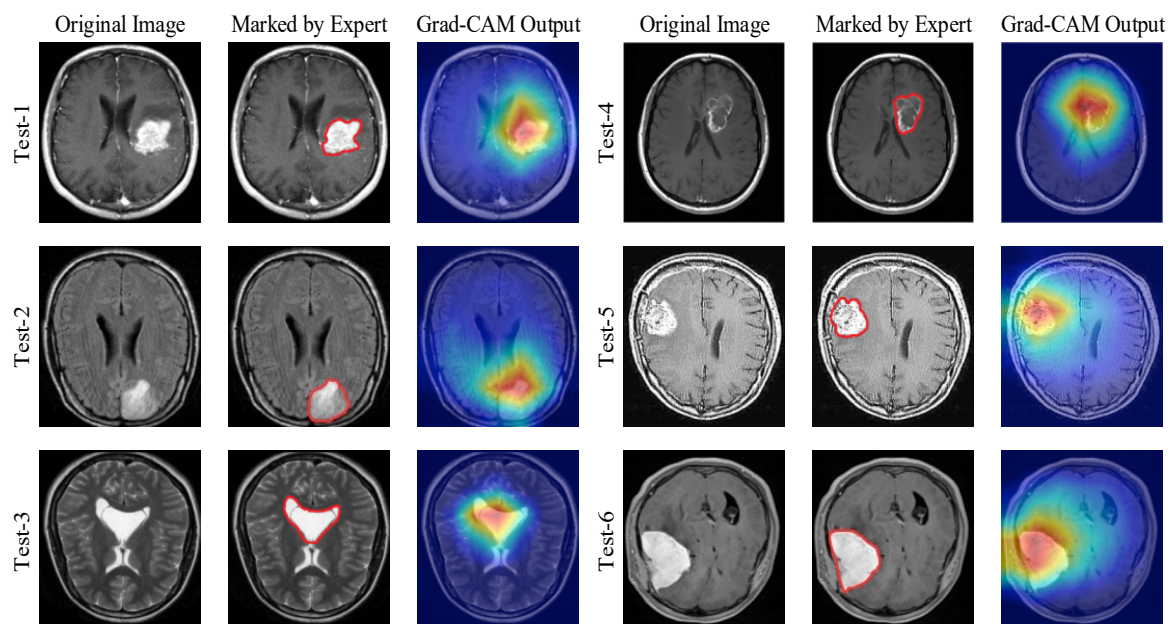 Original Image Marked by Expert Grad-CAM Output Original Image Marked by Expert Grad-CAM Output
Test-1 Test-4
Test-2 Test-5
Test-3 Test-6